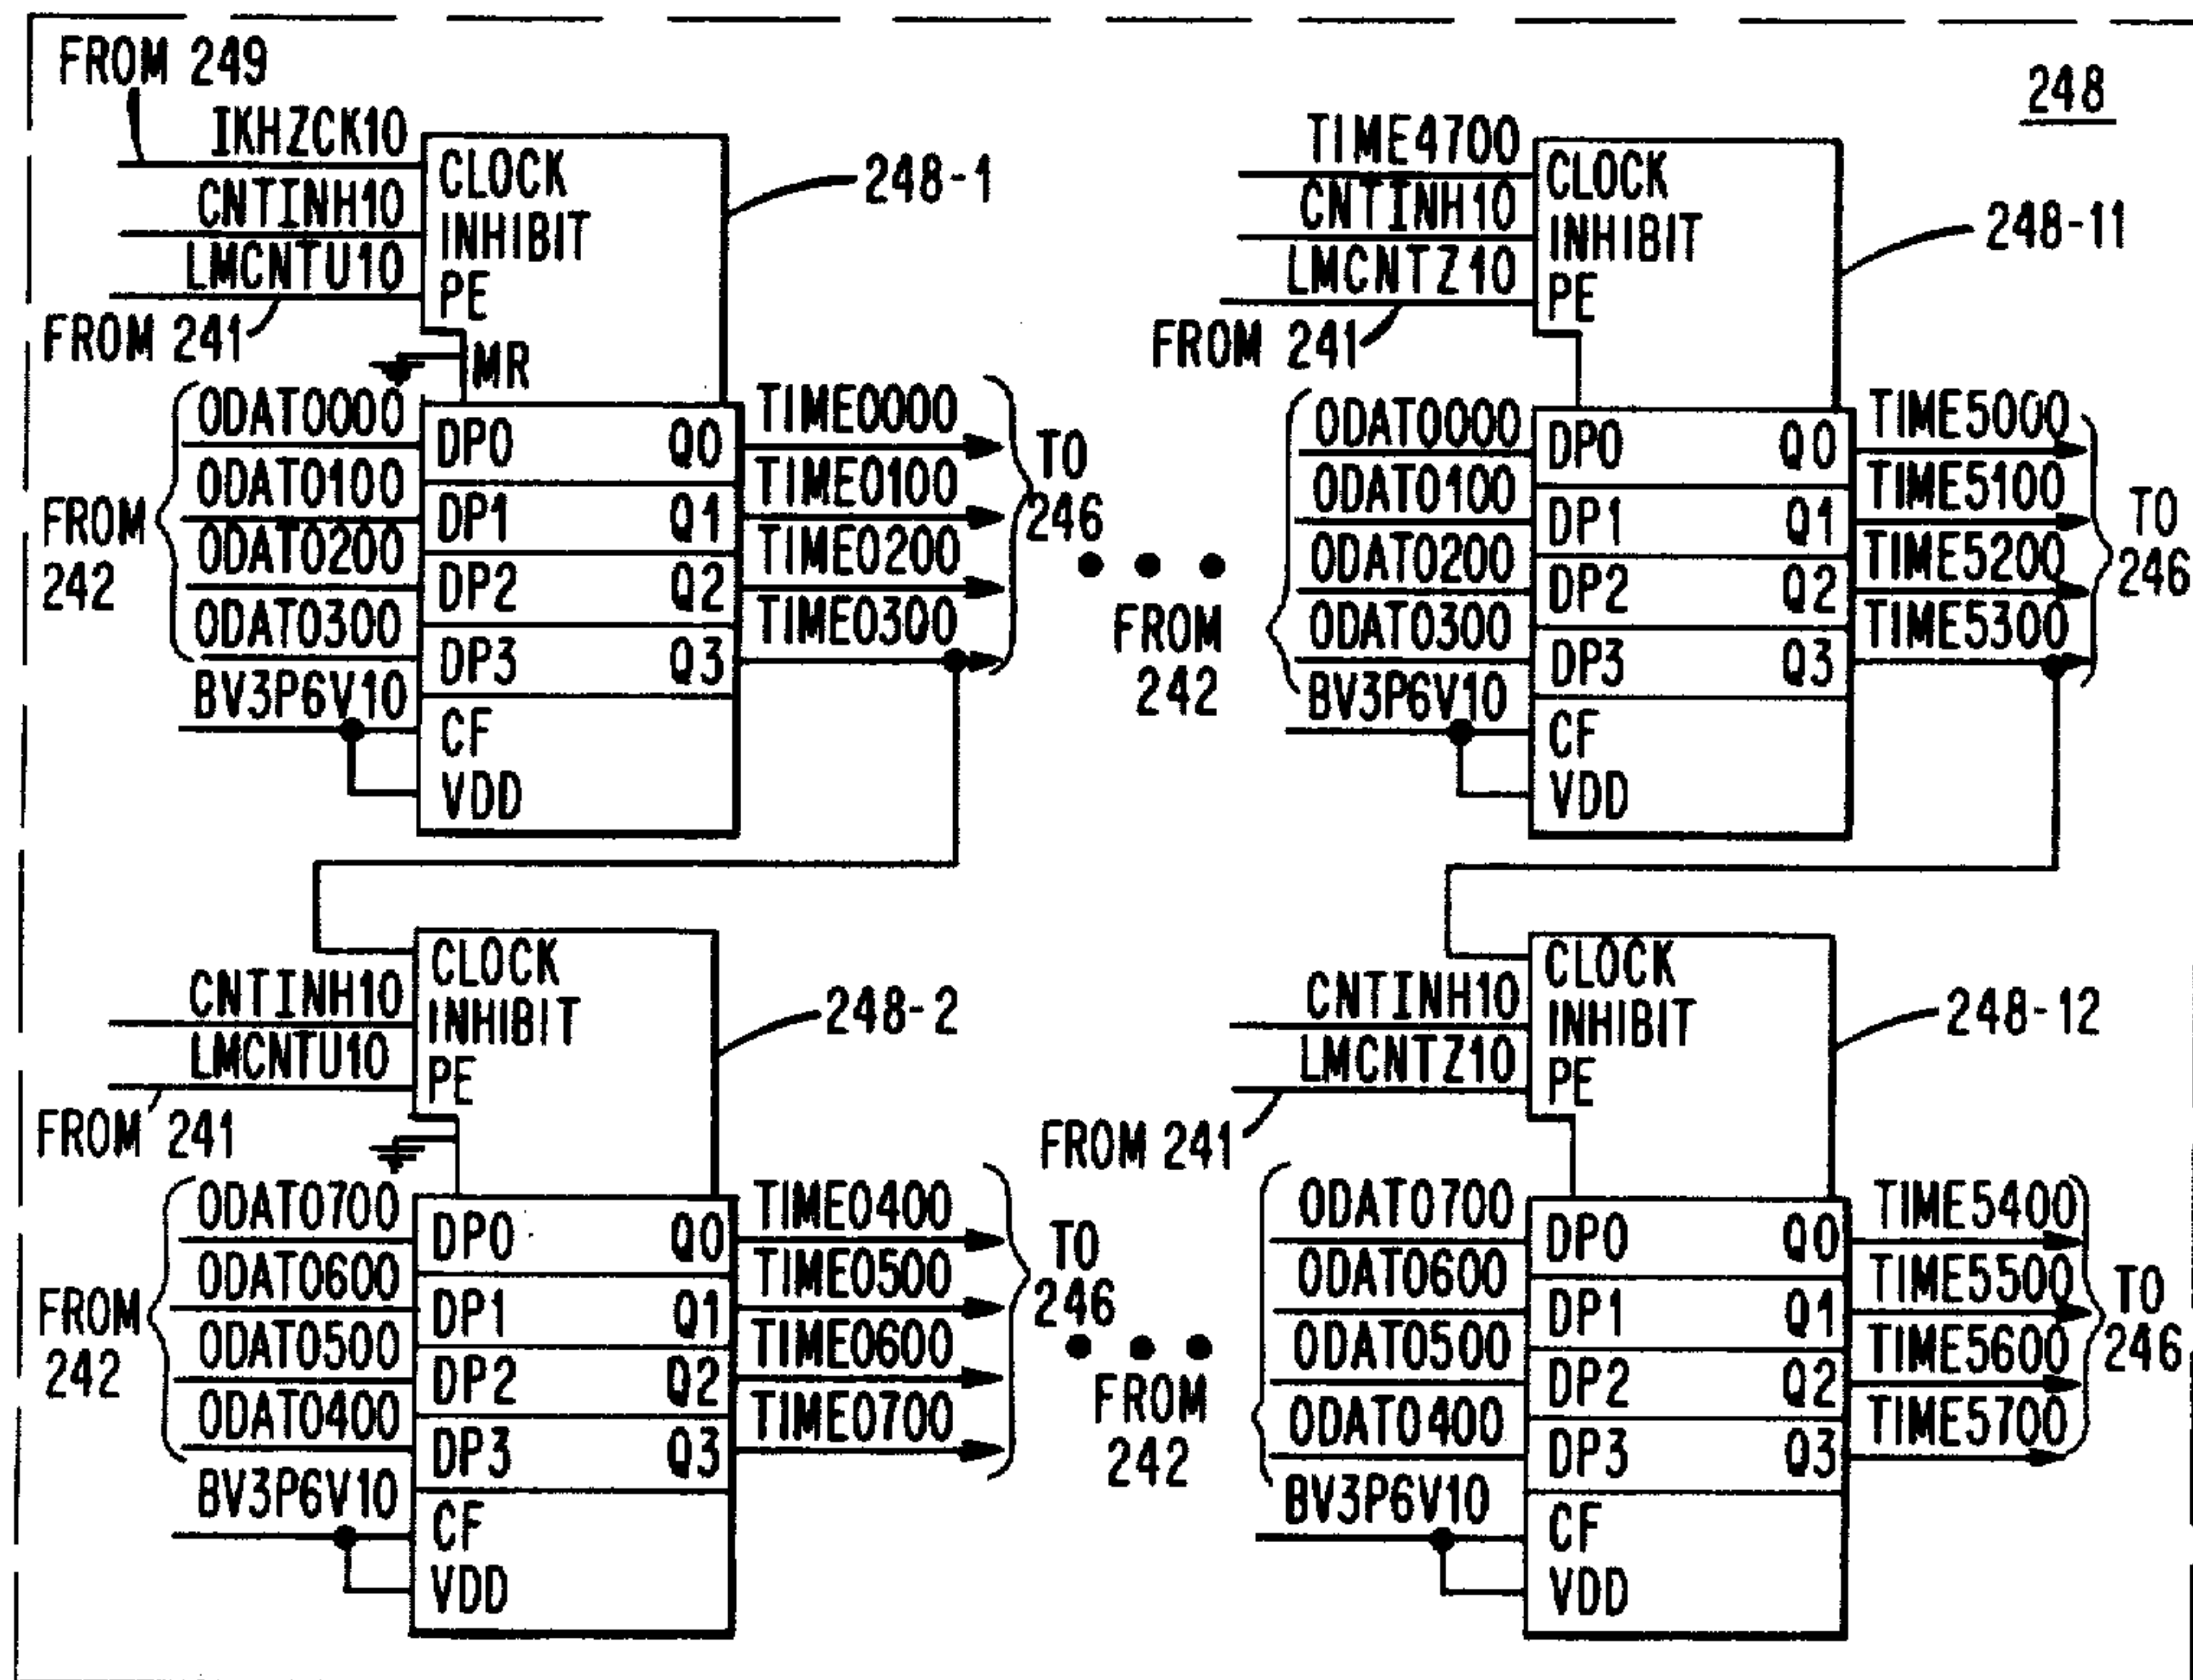 248
FROM 249
IKHZCK10
CNTINH10
LMCNTU10
FROM 241
CLOCK
INHIBIT
PE
MR
248-1
FROM
242
ODAT0000
ODAT0100
ODAT0200
ODAT0300
BV3P6V10
DP0 Q0
DP1 Q1
DP2 Q2
DP3 Q3
CF
VDD
TIME0000
TIME0100
TIME0200
TIME0300
TO
246
TIME4700
CNTINH10
LMCNTZ10
FROM 241
CLOCK
INHIBIT
PE
248-11
FROM
242
ODAT0000
ODAT0100
ODAT0200
ODAT0300
BV3P6V10
DP0 Q0
DP1 Q1
DP2 Q2
DP3 Q3
CF
VDD
TIME5000
TIME5100
TIME5200
TIME5300
TO
246
CNTINH10
LMCNTU10
FROM 241
CLOCK
INHIBIT
PE
248-2
FROM
242
ODAT0700
ODAT0600
ODAT0500
ODAT0400
BV3P6V10
DP0 Q0
DP1 Q1
DP2 Q2
DP3 Q3
CF
VDD
TIME0400
TIME0500
TIME0600
TIME0700
TO
246
CNTINH10
LMCNTZ10
FROM 241
CLOCK
INHIBIT
PE
248-12
FROM
242
ODAT0700
ODAT0600
ODAT0500
ODAT0400
BV3P6V10
DP0 Q0
DP1 Q1
DP2 Q2
DP3 Q3
CF
VDD
TIME5400
TIME5500
TIME5600
TIME5700
TO
246